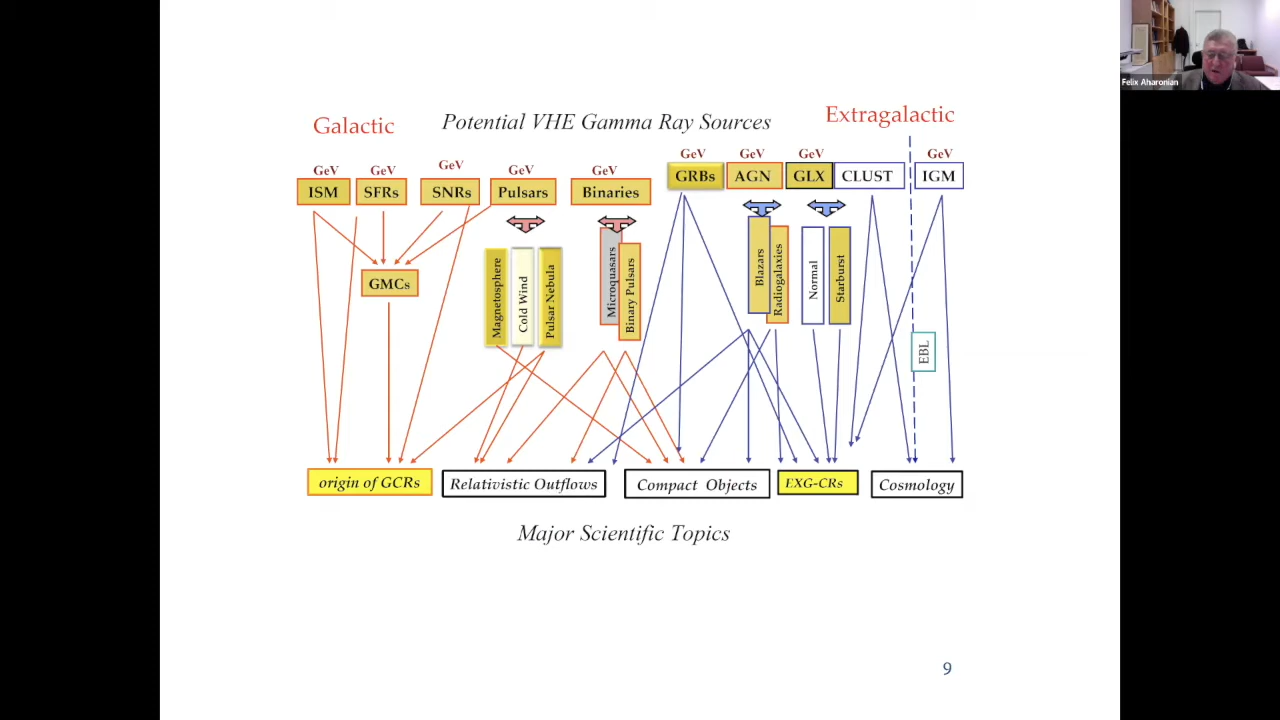 Felix Aharonian
Galactic
Potential VHE Gamma Ray Sources
Extragalactic
GeV
GeV
GeV
GeV
GeV
GeV
GeV
GeV
GeV
ISM
SFRs
SNRs
Pulsars
Binaries
GRBs
AGN
GLX
CLUST
IGM
GMCs
Magnetosphere
Cold Wind
Pulsar Nebula
Microquasars
Binary Pulsars
Blazars
Radiogalaxies
Normal
Starburst
EBL
origin of GCRs
Relativistic Outflows
Compact Objects
EXG-CRs
Cosmology
Major Scientific Topics
9